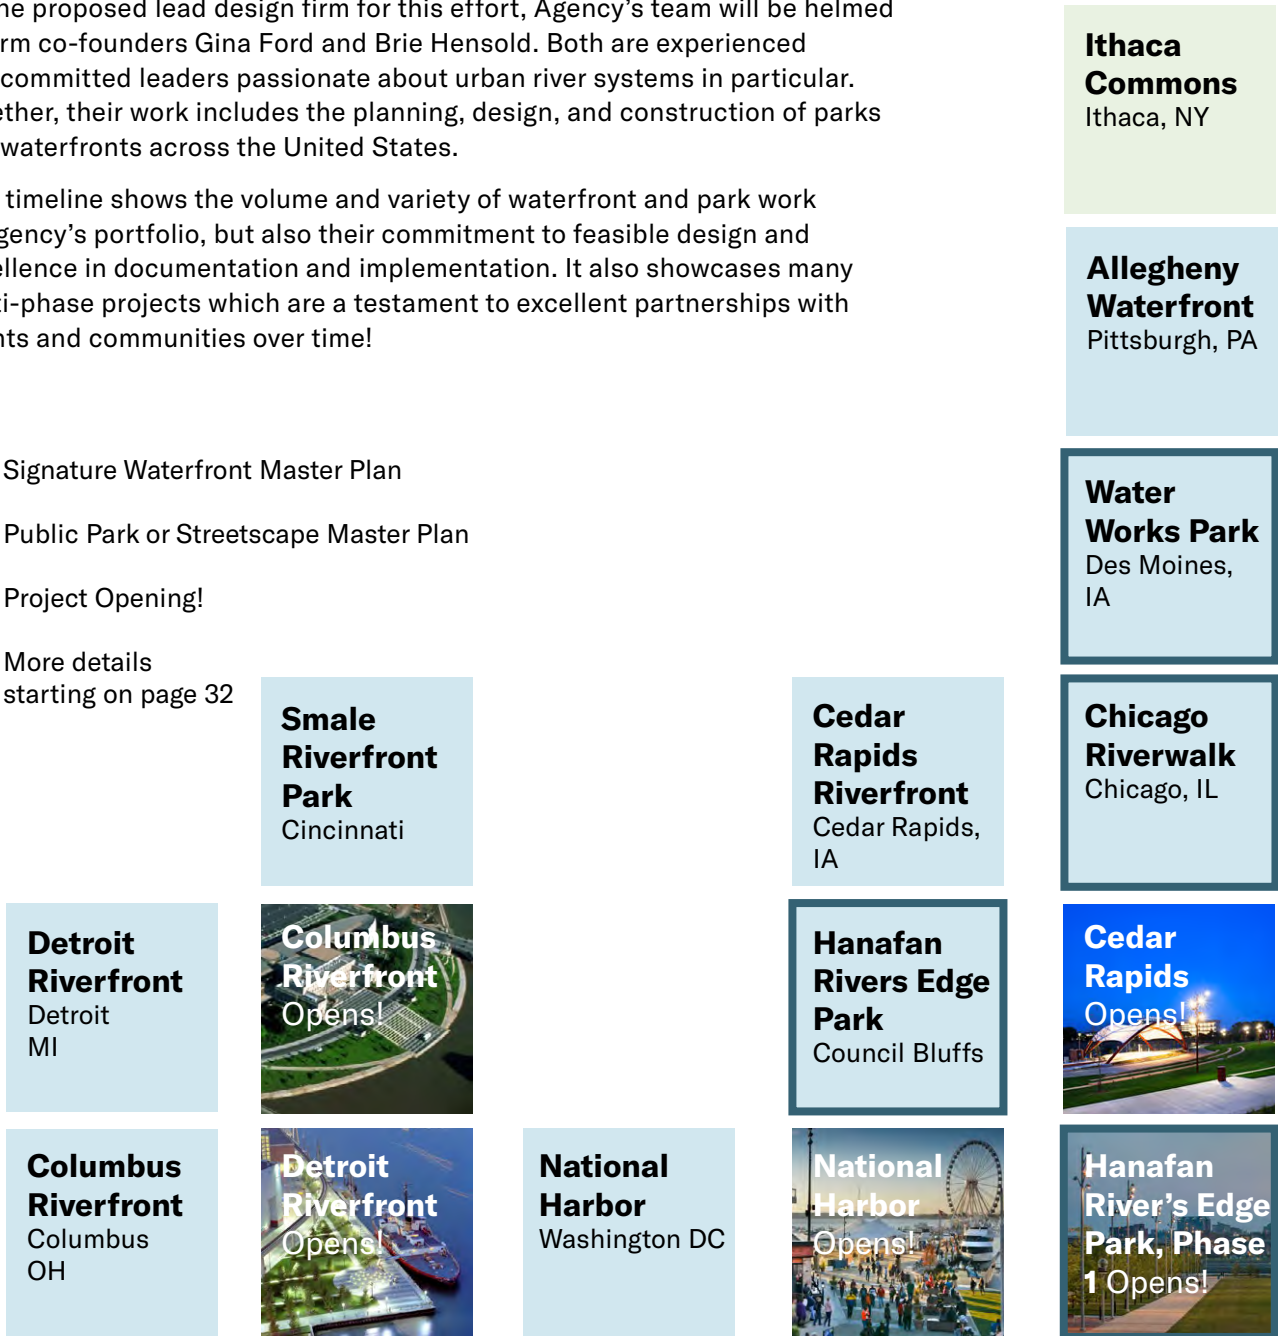 he proposed lead design firm for this effort, Agency's team will be helmed
rm co-founders Gina Ford and Brie Hensold. Both are experienced
committed leaders passionate about urban river systems in particular.
ether, their work includes the planning, design, and construction of parks
waterfronts across the United States.
timeline shows the volume and variety of waterfront and park work
gency's portfolio, but also their commitment to feasible design and
ellence in documentation and implementation. It also showcases many
ti-phase projects which are a testament to excellent partnerships with
nts and communities over time!
Signature Waterfront Master Plan
Public Park or Streetscape Master Plan
Project Opening!
More details
starting on page 32
Ithaca
Commons
Ithaca, NY
Allegheny
Waterfront
Pittsburgh, PA
Water
Works Park
Des Moines,
IA
Smale
Riverfront
Park
Cincinnati
Cedar
Rapids
Riverfront
Cedar Rapids,
IA
Chicago
Riverwalk
Chicago, IL
Detroit
Riverfront
Detroit
MI
Columbus
Riverfront
Opens!
Hanafan
Rivers Edge
Park
Council Bluffs
Cedar
Rapids
Opens!
Columbus
Riverfront
Columbus
OH
Detroit
Riverfront
Opens!
National
Harbor
Washington DC
National
Harbor
Opens!
Hanafan
River's Edge
Park, Phase
1 Opens!